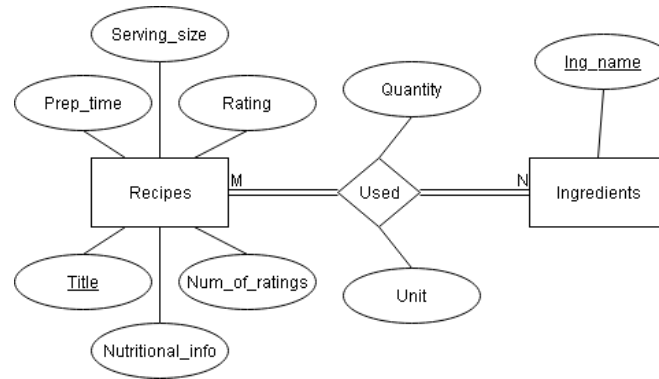 Serving_size
Ing_name
Prep_time
Rating
Quantity
M
N
Recipes
Used
Ingredients
Title
Num_of_ratings
Unit
Nutritional_info